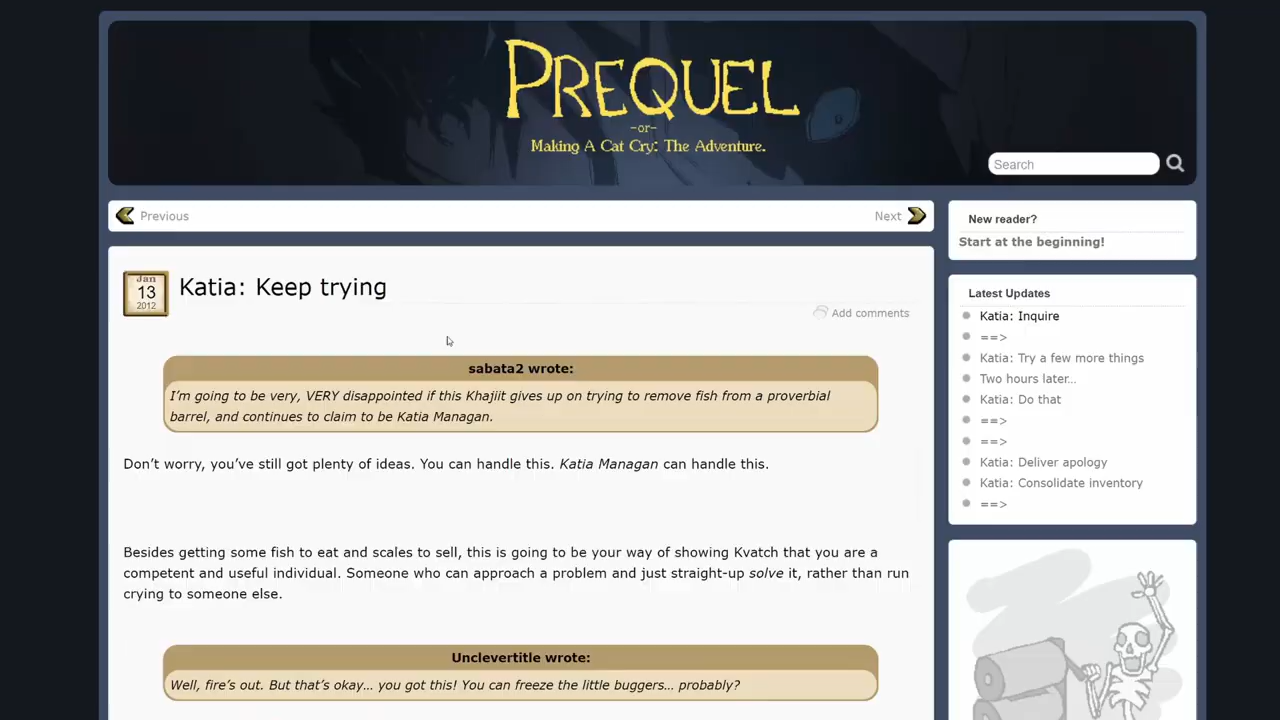 PREQUEL
-or-
Making A Cat Cry: The Adventure.
Search
Previous
Next
New reader?
Start at the beginning!
Jan
13
2012
Katia: Keep trying
Add comments
Latest Updates
Katia: Inquire
==>
Katia: Try a few more things
Two hours later…
Katia: Do that
==>
==>
Katia: Deliver apology
Katia: Consolidate inventory
==>
sabata2 wrote:
I’m going to be very, VERY disappointed if this Khajiit gives up on trying to remove fish from a proverbial
barrel, and continues to claim to be Katia Managan.
Don’t worry, you’ve still got plenty of ideas. You can handle this. Katia Managan can handle this.
Besides getting some fish to eat and scales to sell, this is going to be your way of showing Kvatch that you are a
competent and useful individual. Someone who can approach a problem and just straight-up solve it, rather than run
crying to someone else.
Unclevertitle wrote:
Well, fire’s out. But that’s okay… you got this! You can freeze the little buggers… probably?